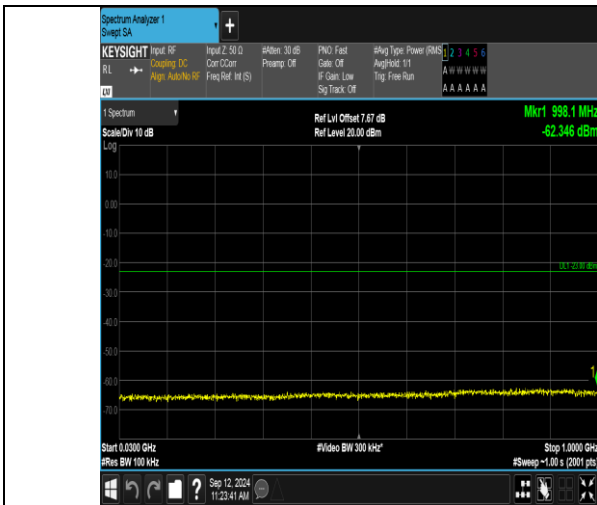 Spectrum Analyzer 1
Swept SA
+
KEYSIGHT Input: RF Input Z: 50 Ω #Atten: 30 dB PNO: Fast #Avg Type: Power (RMS 1 2 3 4 5 6
RL Coupling: DC Corr CCorr Preamp: Off Gate: Off Avg|Hold: 1/1 A W W W W W
Align: Auto/No RF Freq Ref: Int (S) IF Gain: Low Trig: Free Run
LXI Sig Track: Off A A A A A A
1 Spectrum Ref Lvl Offset 7.67 dB Mkr1 998.1 MHz
Scale/Div 10 dB Ref Level 20.00 dBm -62.346 dBm
Log
10.0
0.00
-10.0
-20.0
DL1 -23.00 dBm
-30.0
-40.0
-50.0
1
-60.0
-70.0
Start 0.0300 GHz #Video BW 300 kHz* Stop 1.0000 GHz
#Res BW 100 kHz #Sweep ~1.00 s (2001 pts)
? Sep 12, 2024
11:23:41 AM